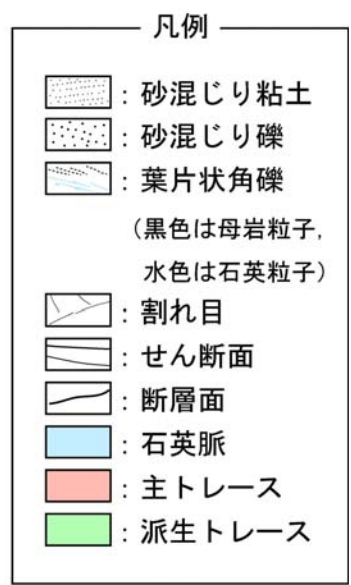 凡例
：砂混じり粘土
：砂混じり礫
：葉片状角礫
（黒色は母岩粒子，
水色は石英粒子）
：割れ目
：せん断面
：断層面
：石英脈
：主トレース
：派生トレース